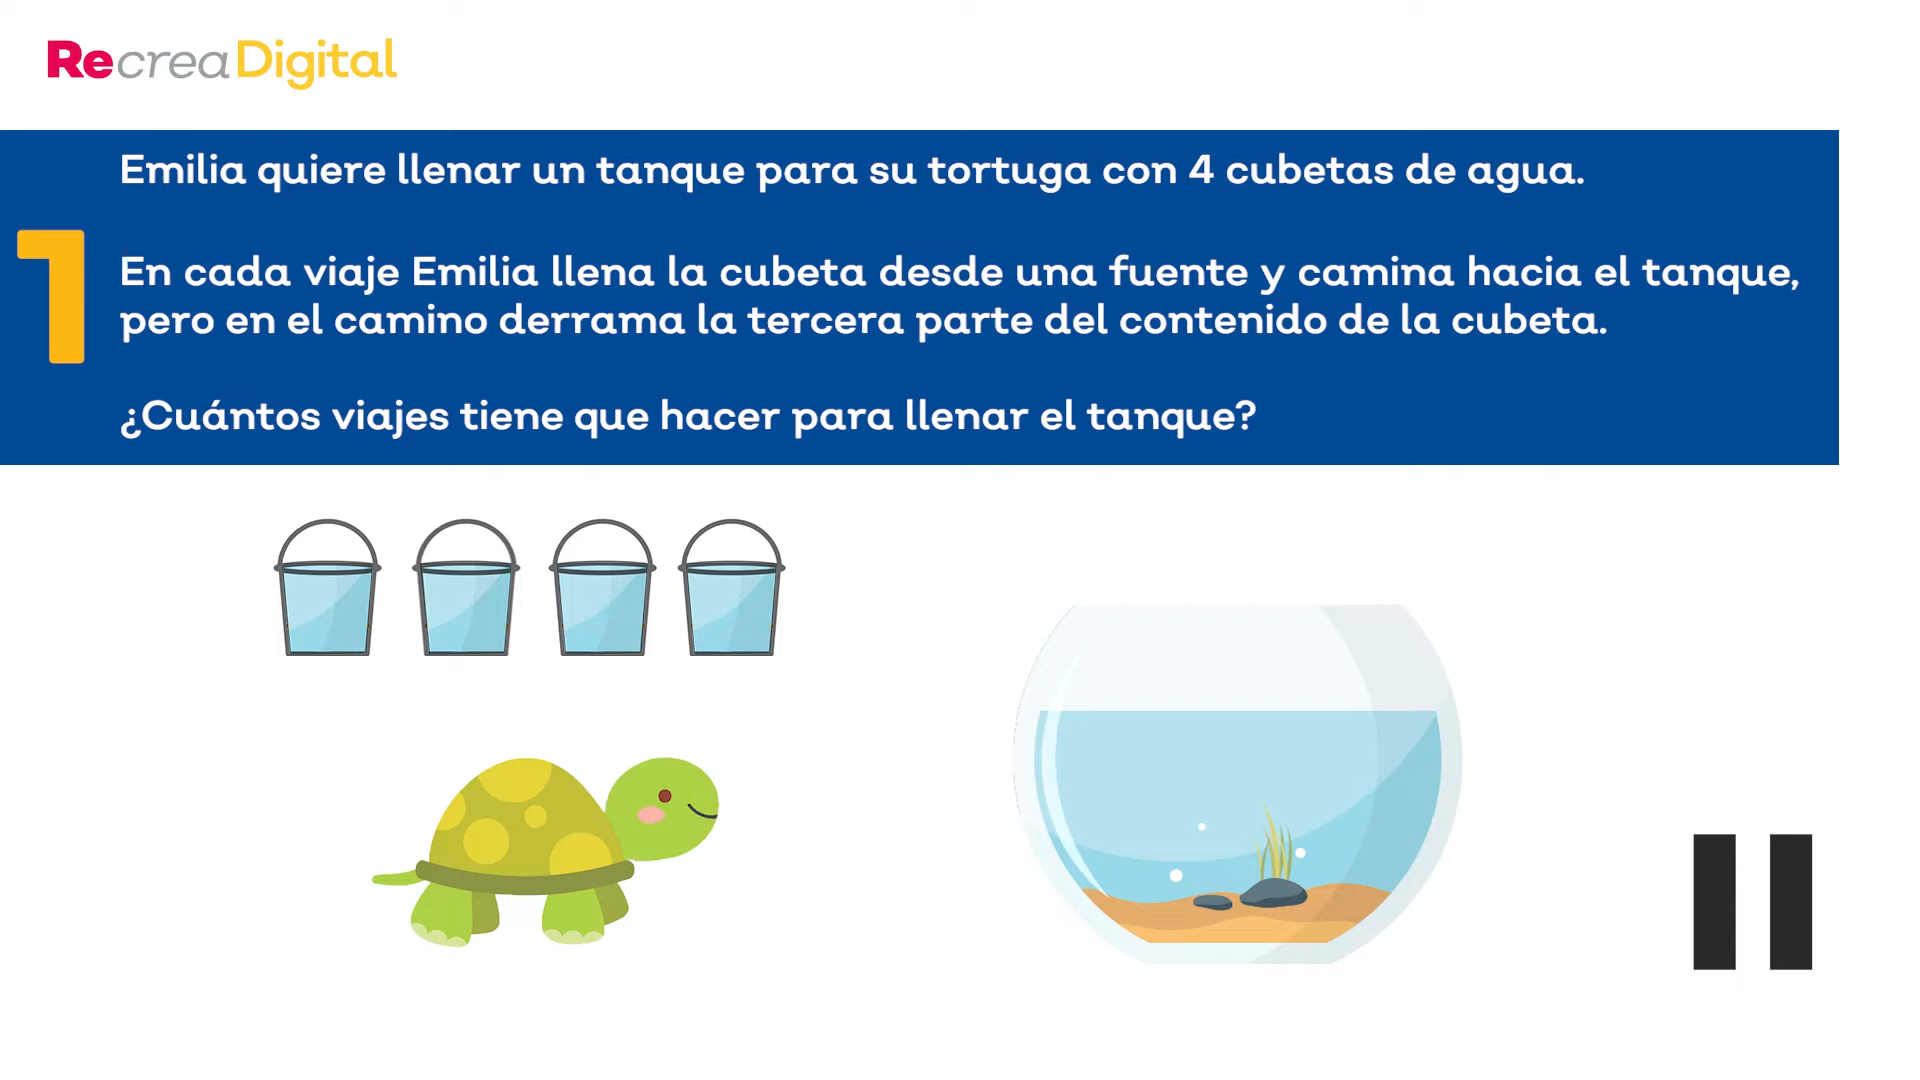 RecreaDigital
Emilia quiere llenar un tanque para su tortuga con 4 cubetas de agua.
1
En cada viaje Emilia llena la cubeta desde una fuente y camina hacia el tanque,
pero en el camino derrama la tercera parte del contenido de la cubeta.
¿Cuántos viajes tiene que hacer para llenar el tanque?